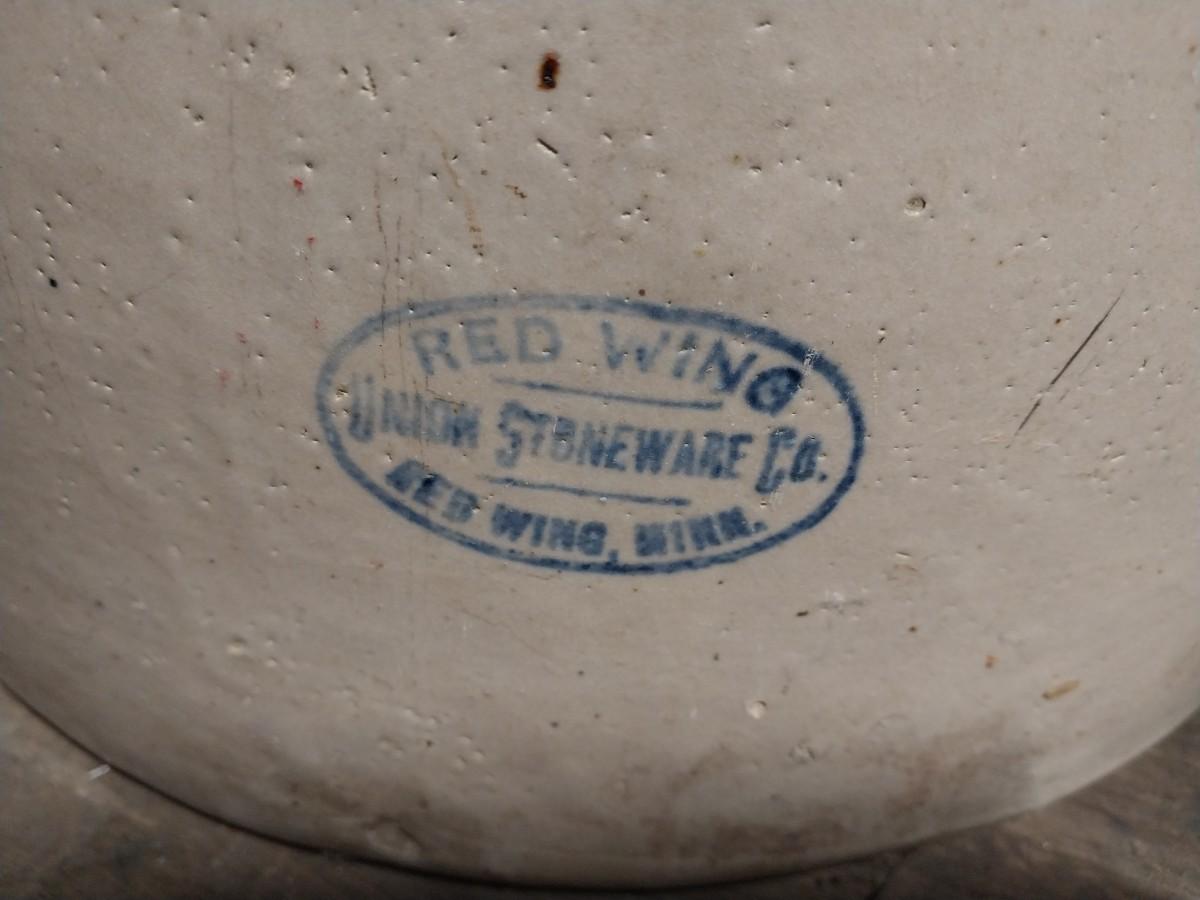 RED WING
UNION STONEWARE CO.
RED WING, MINN.